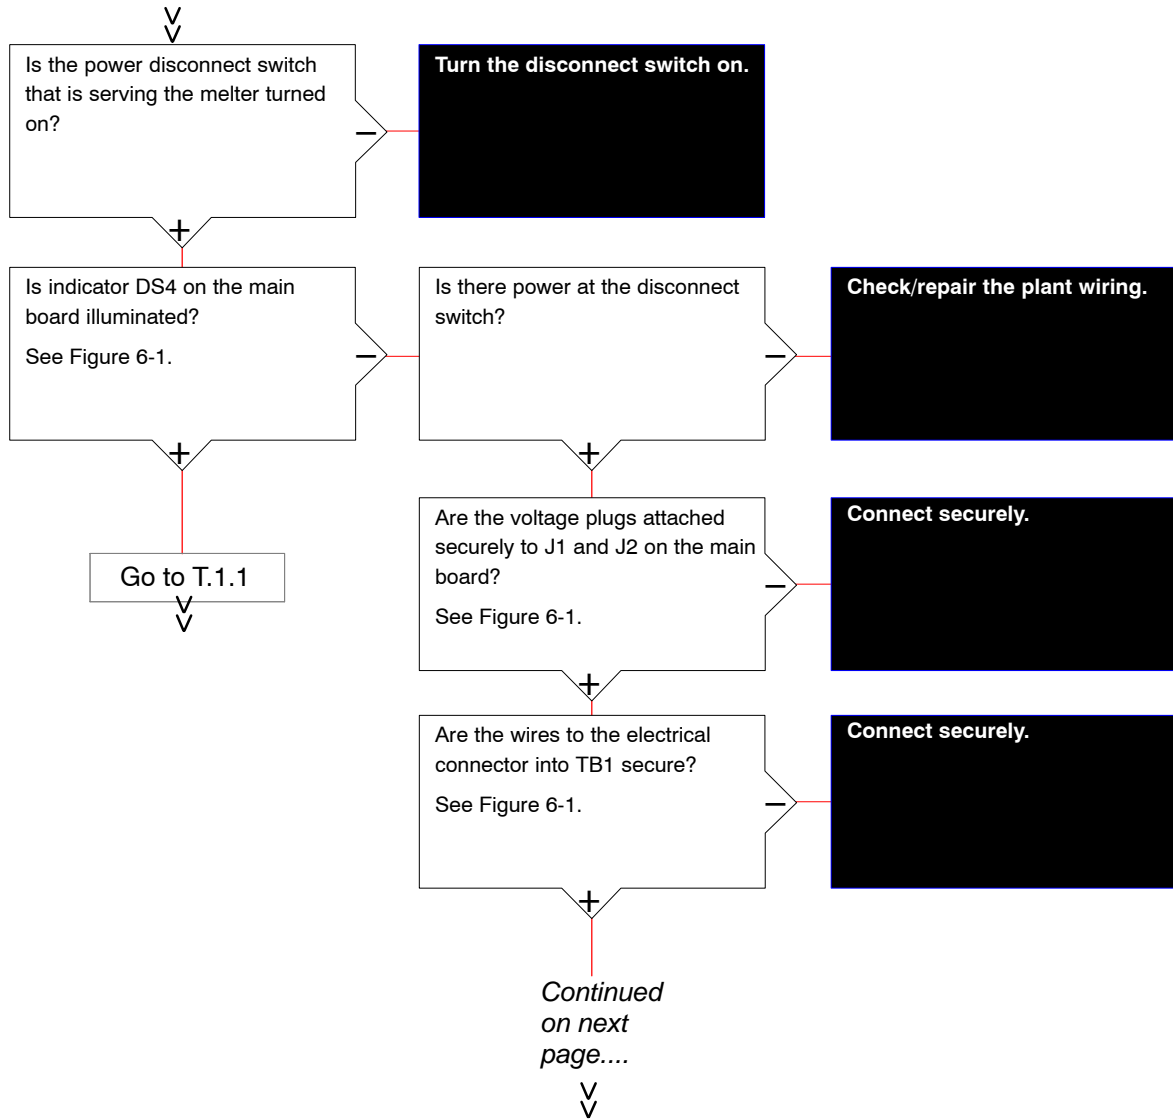 Is the power disconnect switch
that is serving the melter turned
on?
−
Turn the disconnect switch on.
+
Is indicator DS4 on the main
board illuminated?
See Figure 6-1.
−
Is there power at the disconnect
switch?
−
Check/repair the plant wiring.
+
Go to T.1.1
+
Are the voltage plugs attached
securely to J1 and J2 on the main
board?
See Figure 6-1.
−
Connect securely.
+
Are the wires to the electrical
connector into TB1 secure?
See Figure 6-1.
−
Connect securely.
+
Continued
on next
page....